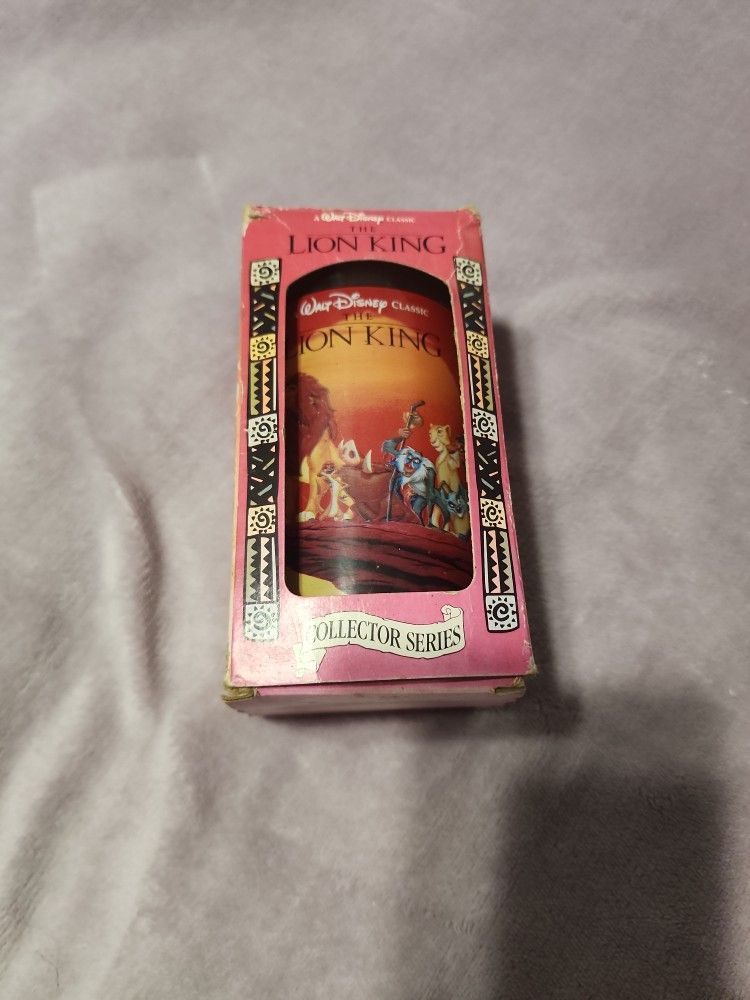 A WALT DISNEY CLASSIC
THE
LION KING
WALT DISNEY CLASSIC
THE
LION KING
COLLECTOR SERIES